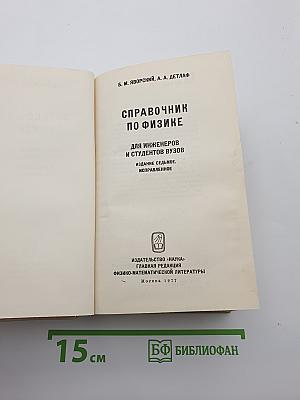 Б. М. ЯВОРСКИЙ, А. А. ДЕТЛАФ
СПРАВОЧНИК
ПО ФИЗИКЕ
ДЛЯ ИНЖЕНЕРОВ
И СТУДЕНТОВ ВУЗОВ
ИЗДАНИЕ СЕДЬМОЕ,
ИСПРАВЛЕННОЕ
ИЗДАТЕЛЬСТВО «НАУКА»
ГЛАВНАЯ РЕДАКЦИЯ
ФИЗИКО-МАТЕМАТИЧЕСКОЙ ЛИТЕРАТУРЫ
Москва 1977
15 см
БФ БИБЛИОФАН